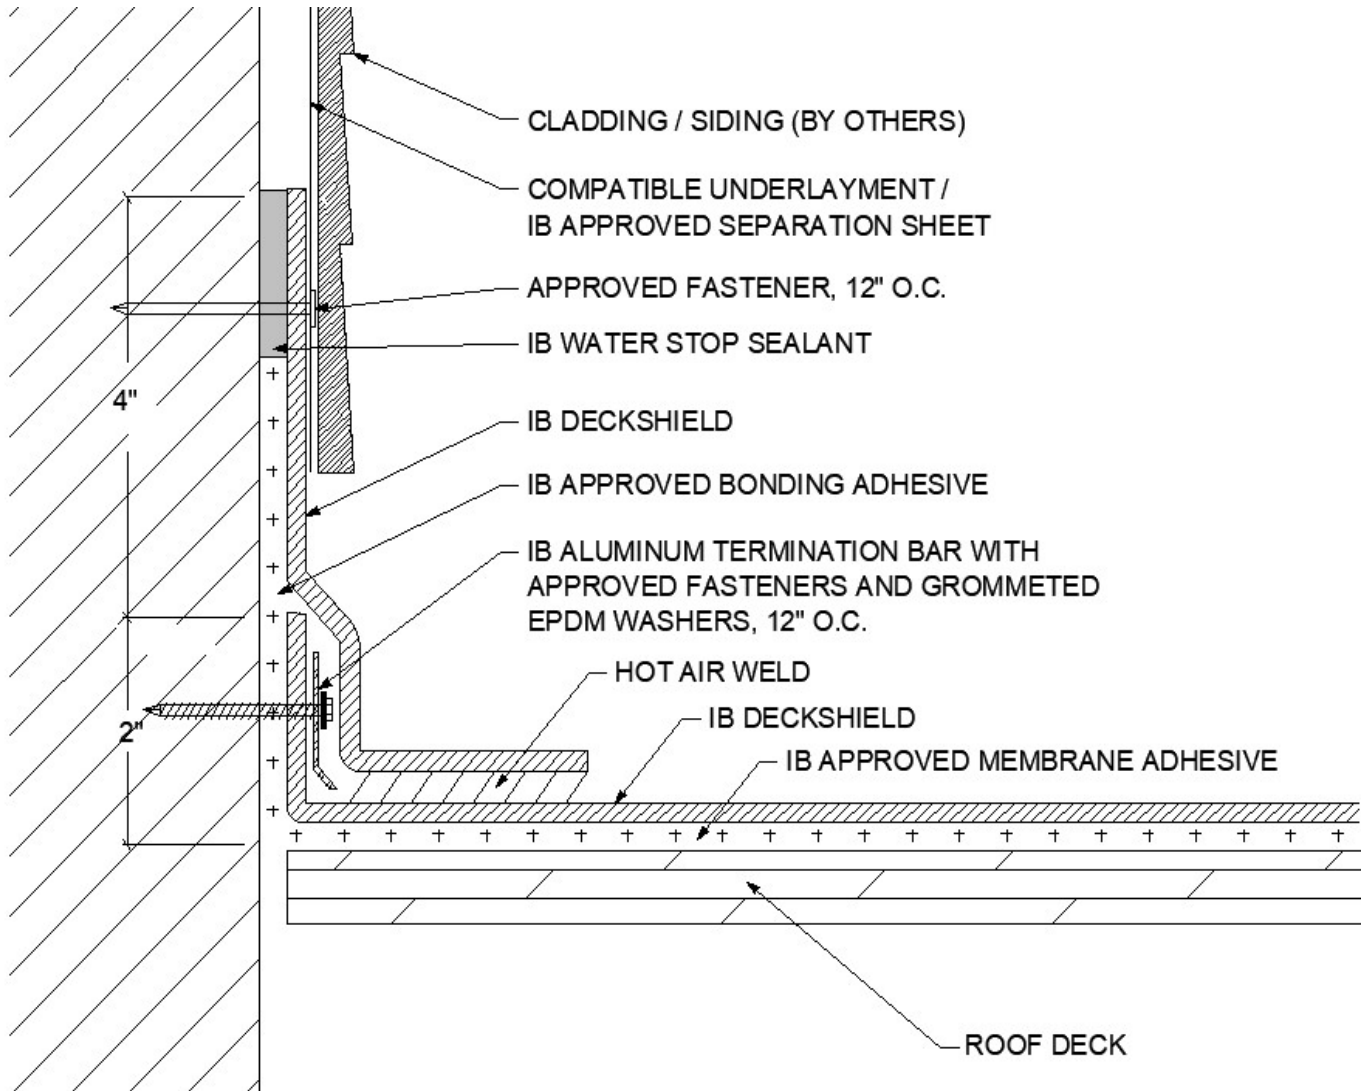 CLADDING / SIDING (BY OTHERS)
COMPATIBLE UNDERLAYMENT /
IB APPROVED SEPARATION SHEET
APPROVED FASTENER, 12" O.C.
IB WATER STOP SEALANT
4"
IB DECKSHIELD
IB APPROVED BONDING ADHESIVE
IB ALUMINUM TERMINATION BAR WITH
APPROVED FASTENERS AND GROMMETED
EPDM WASHERS, 12" O.C.
HOT AIR WELD
IB DECKSHIELD
2"
IB APPROVED MEMBRANE ADHESIVE
ROOF DECK